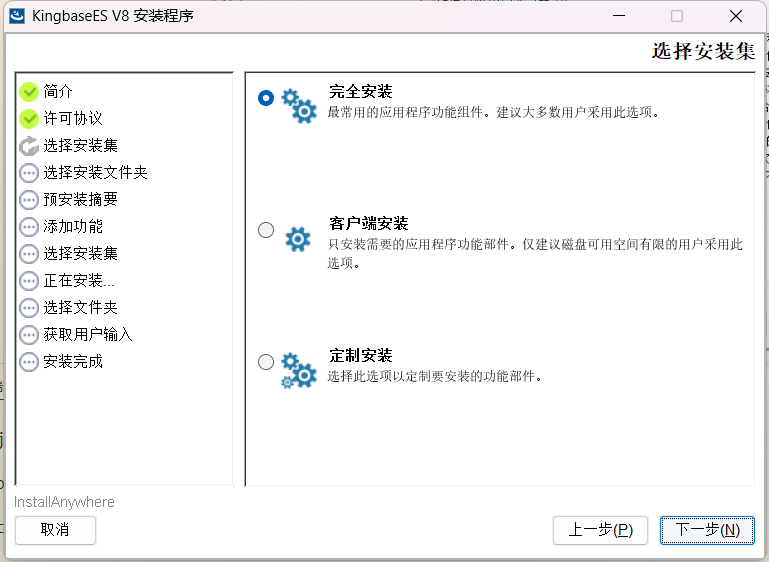 KingbaseES V8 安装程序
选择安装集
简介
许可协议
选择安装集
选择安装文件夹
预安装摘要
添加功能
选择安装集
正在安装...
选择文件夹
获取用户输入
安装完成
完全安装
最常用的应用程序功能组件。建议大多数用户采用此选项。
客户端安装
只安装需要的应用程序功能部件。仅建议磁盘可用空间有限的用户采用此
选项。
定制安装
选择此选项以定制要安装的功能部件。
InstallAnywhere
取消
上一步(P)
下一步(N)